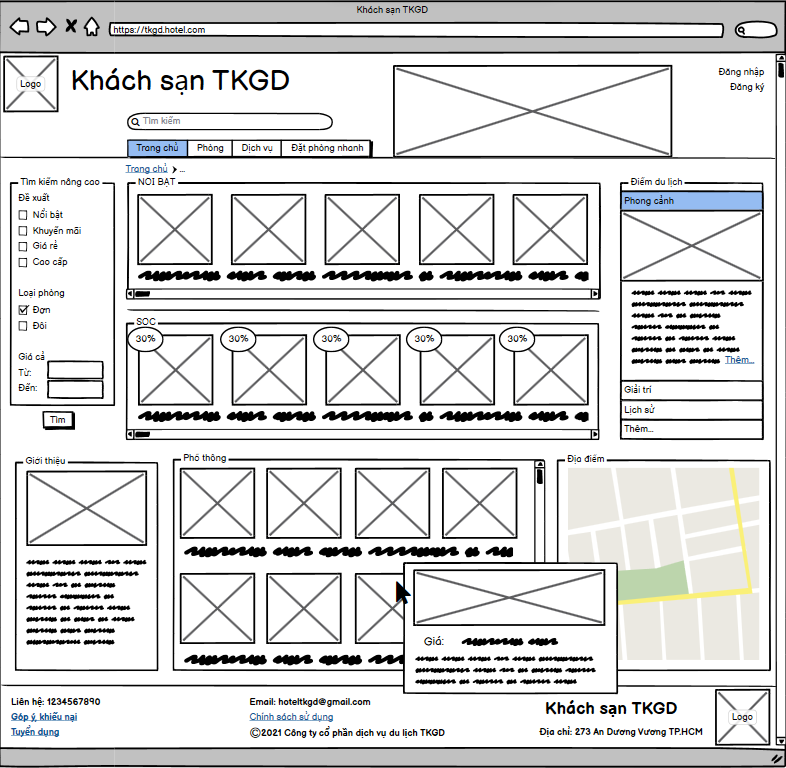 Khách sạn TKGD
https://tkgd.hotel.com
Logo
Khách sạn TKGD
Đăng nhập
Đăng ký
Tìm kiếm
Trang chủ
Phòng
Dịch vụ
Đặt phòng nhanh
Trang chủ > ...
Tìm kiếm nâng cao
Đề xuất
Nổi bật
Khuyến mãi
Giá rẻ
Cao cấp
Loại phòng
Đơn
Đôi
Giá cả
Từ:
Đến:
Tìm
NỔI BẬT
SOC
30%
30%
30%
30%
30%
Điểm du lịch
Phong cảnh
Thêm...
Giải trí
Lịch sử
Thêm...
Giới thiệu
Phổ thông
Địa điểm
Giá:
Liên hệ: 1234567890
Góp ý, khiếu nại
Tuyển dụng
Email: hoteltkgd@gmail.com
Chính sách sử dụng
©2021 Công ty cổ phần dịch vụ du lịch TKGD
Khách sạn TKGD
Địa chỉ: 273 An Dương Vương TP.HCM
Logo